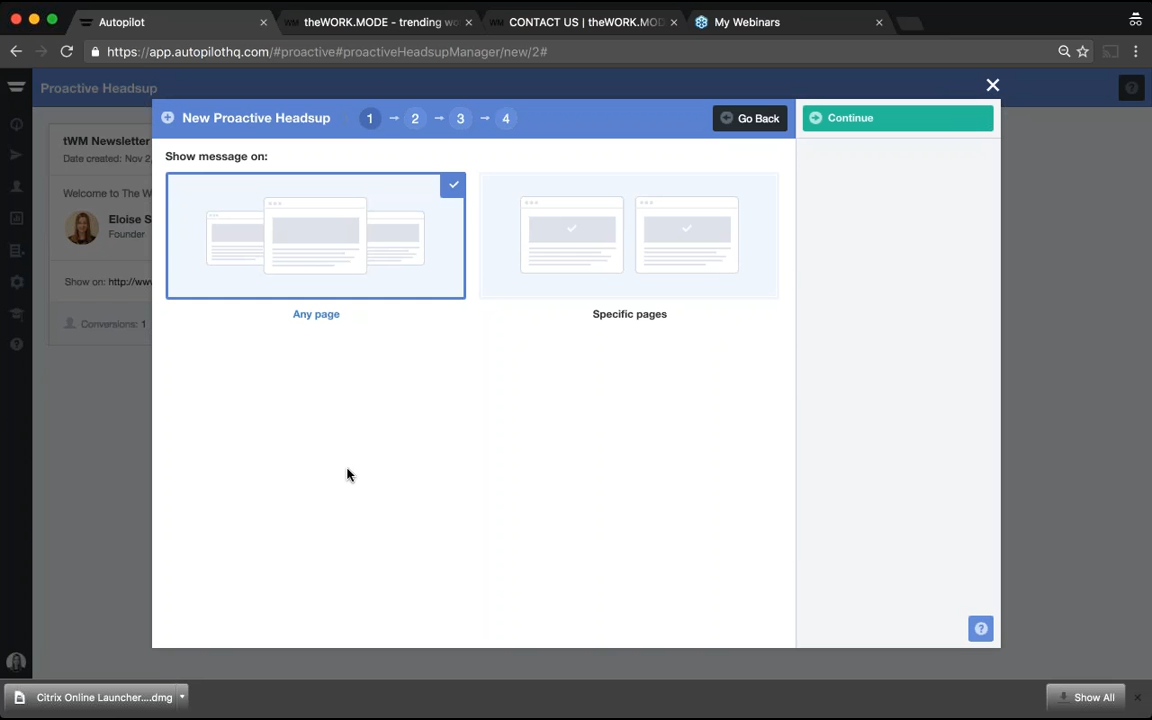 Autopilot
theWORK.MODE - trending wo
CONTACT US | theWORK.MOD
My Webinars
https://app.autopilothq.com/#proactive#proactiveHeadsupManager/new/2#
Proactive Headsup
New Proactive Headsup
1 → 2 → 3 → 4
Go Back
Continue
tWM Newsletter
Date created: Nov 2,
Welcome to The W
Eloise S
Founder
Show on: http://www
Conversions: 1
Show message on:
Any page
Specific pages
Citrix Online Launcher....dmg
Show All